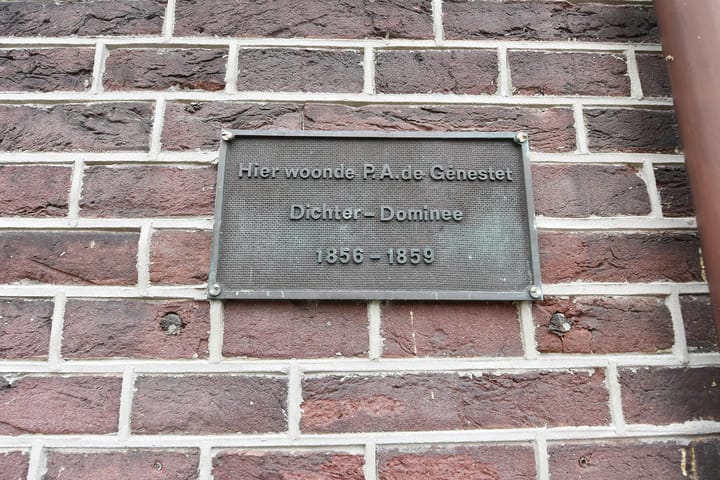 Hier woonde P.A.de Génestet
Dichter-Dominee
1856-1859